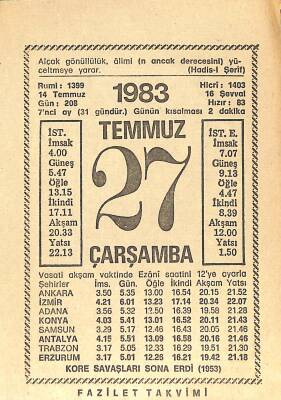 Alçak gönüllülük, âlimi (n ancak derecesini) yü-
celtmeye yarar. (Hadis-i Şerif)
Rumi : 1399 1983 Hicri : 1403
14 Temmuz 16 Şevval
Gün : 208 Hızır : 83
7'nci ay (31 gündür.) Günün kısalması 2 dakika
TEMMUZ
27
ÇARŞAMBA
İST.
İmsak
4.00
Güneş
5.47
Öğle
13.15
İkindi
17.11
Akşam
20.33
Yatsı
22.13
İST. E.
İmsak
7.07
Güneş
9.13
Öğle
4.47
İkindi
8.39
Akşam
12.00
Yatsı
1.50
Vasati akşam vaktinde Ezânî saatini 12'ye ayarla
Şehirler İms. Gün. Öğle İkindi Akşam Yatsı
ANKARA 3.50 5.35 13.00 16.54 20.15 21.52
İZMİR 4.21 6.01 13.23 17.14 20.34 22.07
ADANA 3.56 5.32 12.50 16.39 19.58 21.28
KONYA 4.03 5.41 13.01 16.52 20.11 21.43
SAMSUN 3.29 5.17 12.46 16.43 20.05 21.46
ANTALYA 4.15 5.51 13.09 16.58 20.16 21.46
TRABZON 3.17 5.05 12.33 16.29 19.51 21.30
ERZURUM 3.17 5.01 12.26 16.21 19.42 21.18
KORE SAVAŞLARI SONA ERDİ (1953)
FAZİLET TAKVİMİ